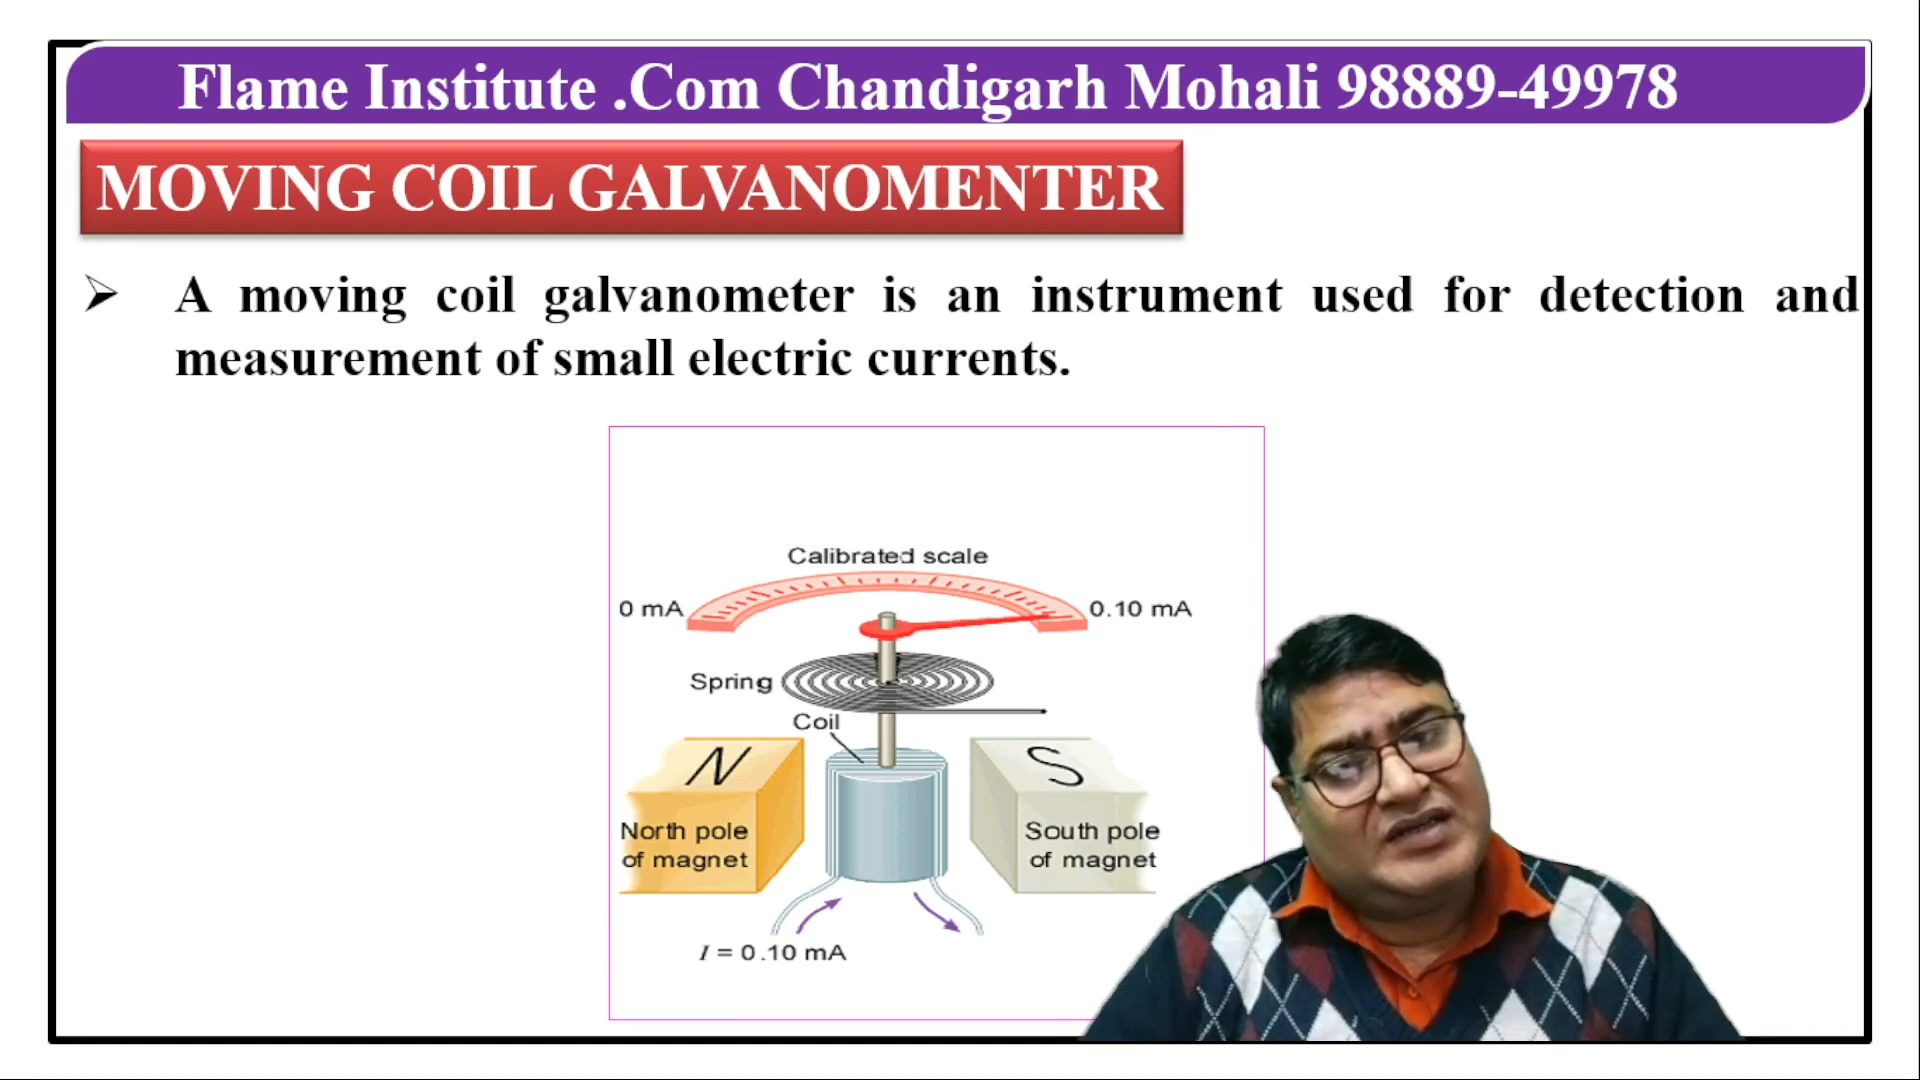 Flame Institute .Com Chandigarh Mohali 98889-49978
MOVING COIL GALVANOMENTER
A moving coil galvanometer is an instrument used for detection and
measurement of small electric currents.
Calibrated scale
0 mA
0.10 mA
Spring
Coil
N
S
North pole
of magnet
South pole
of magnet
I = 0.10 mA